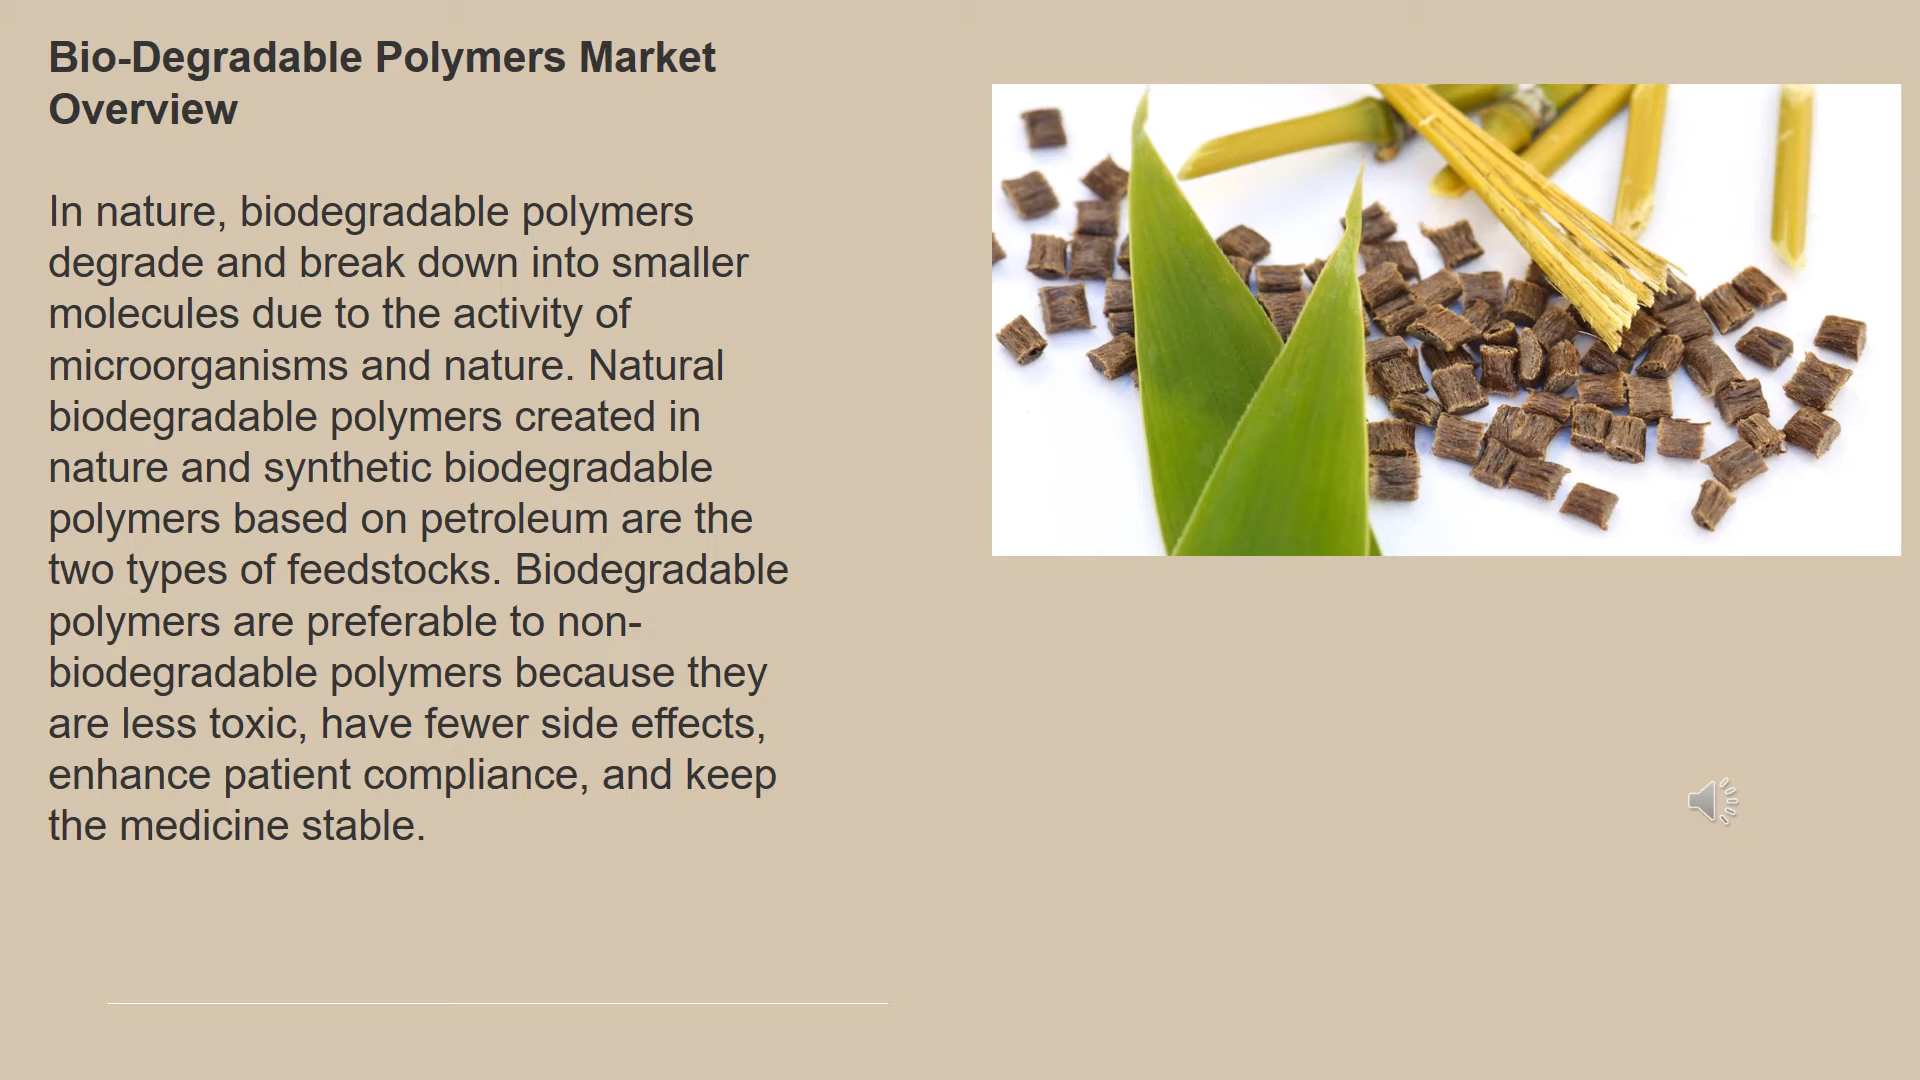 Bio-Degradable Polymers Market
Overview
In nature, biodegradable polymers
degrade and break down into smaller
molecules due to the activity of
microorganisms and nature. Natural
biodegradable polymers created in
nature and synthetic biodegradable
polymers based on petroleum are the
two types of feedstocks. Biodegradable
polymers are preferable to non-
biodegradable polymers because they
are less toxic, have fewer side effects,
enhance patient compliance, and keep
the medicine stable.